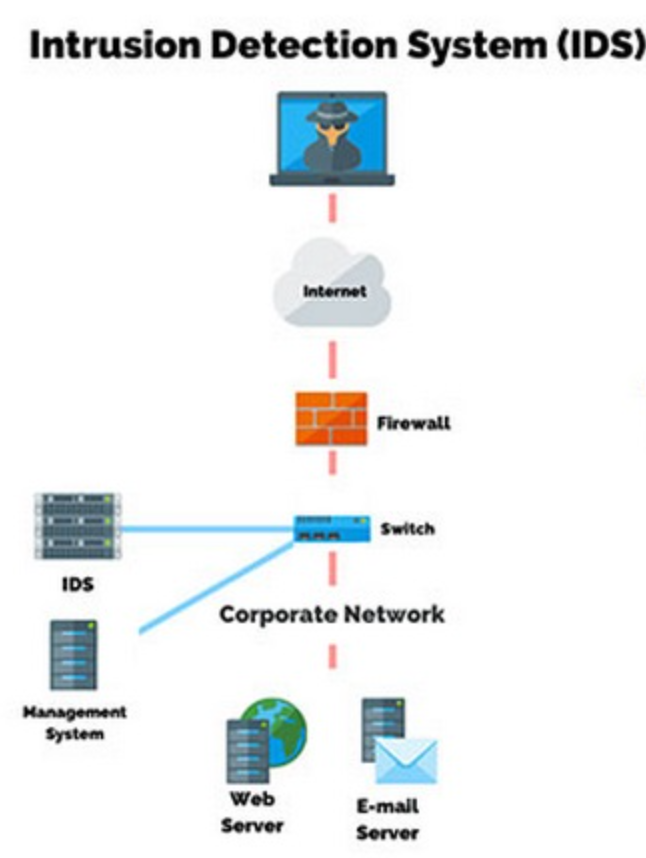 Intrusion Detection System (IDS)
Internet
Firewall
Switch
IDS
Corporate Network
Management
System
Web
Server
E-mail
Server